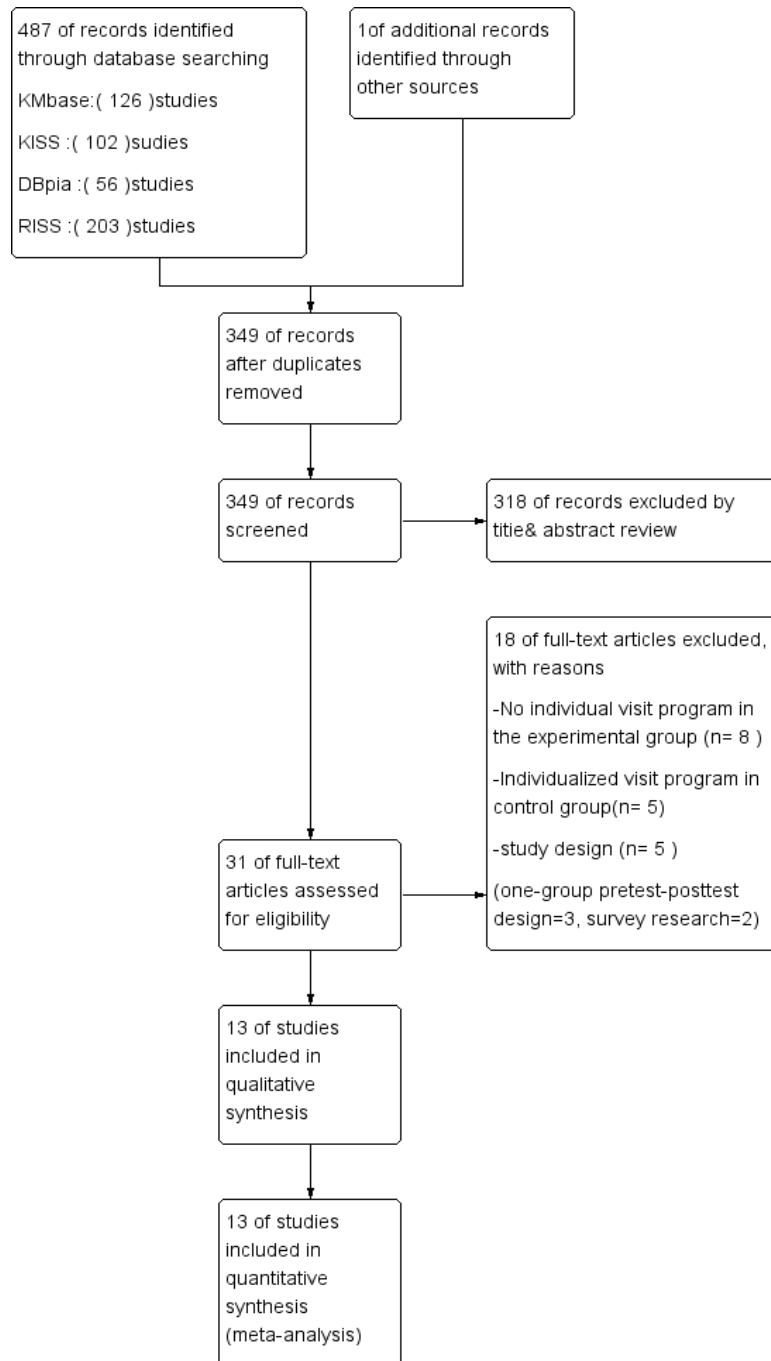 487 of records identified
through database searching
KMbase:( 126 )studies
KISS :( 102 )sudies
DBpia :( 56 )studies
RISS :( 203 )studies
1of additional records
identified through
other sources
349 of records
after duplicates
removed
349 of records
screened
318 of records excluded by
titie& abstract review
18 of full-text articles excluded,
with reasons
-No individual visit program in
the experimental group (n= 8 )
-Individualized visit program in
control group(n= 5)
-study design (n= 5 )
(one-group pretest-posttest
design=3, survey research=2)
31 of full-text
articles assessed
for eligibility
13 of studies
included in
qualitative
synthesis
13 of studies
included in
quantitative
synthesis
(meta-analysis)